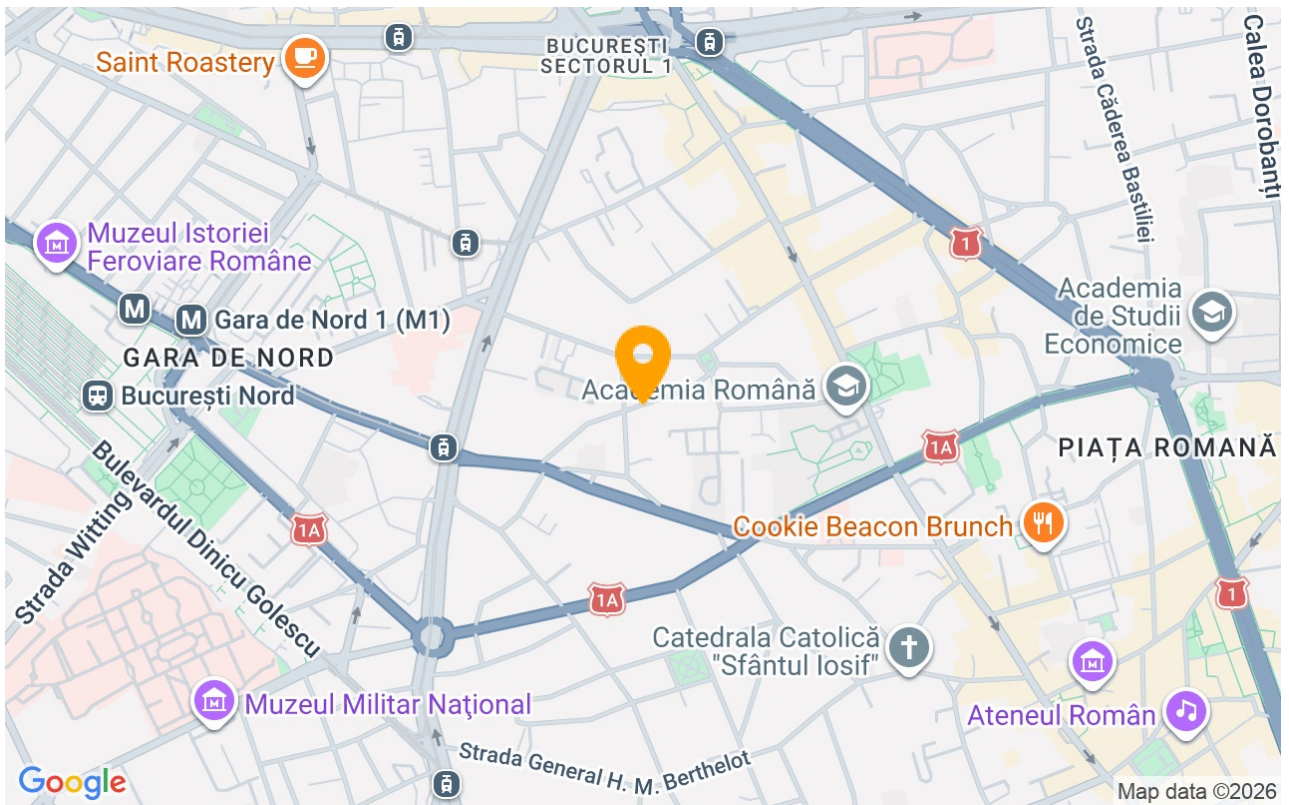 Saint Roastery
BUCUREȘTI
SECTORUL 1
Calea Dorobanți
Strada Căderea Bastiliei
Muzeul Istoriei
Feroviare Române
1
M
M
Gara de Nord 1 (M1)
GARA DE NORD
București Nord
Academia
de Studii
Economice
Academia Română
1A
PIAȚA ROMANĂ
Bulevardul Dinicu Golescu
Strada Witting
1A
Cookie Beacon Brunch
1A
1
Catedrala Catolică
"Sfântul Iosif"
Muzeul Militar Naţional
Ateneul Român
Strada General H. M. Berthelot
Google
Map data ©2026